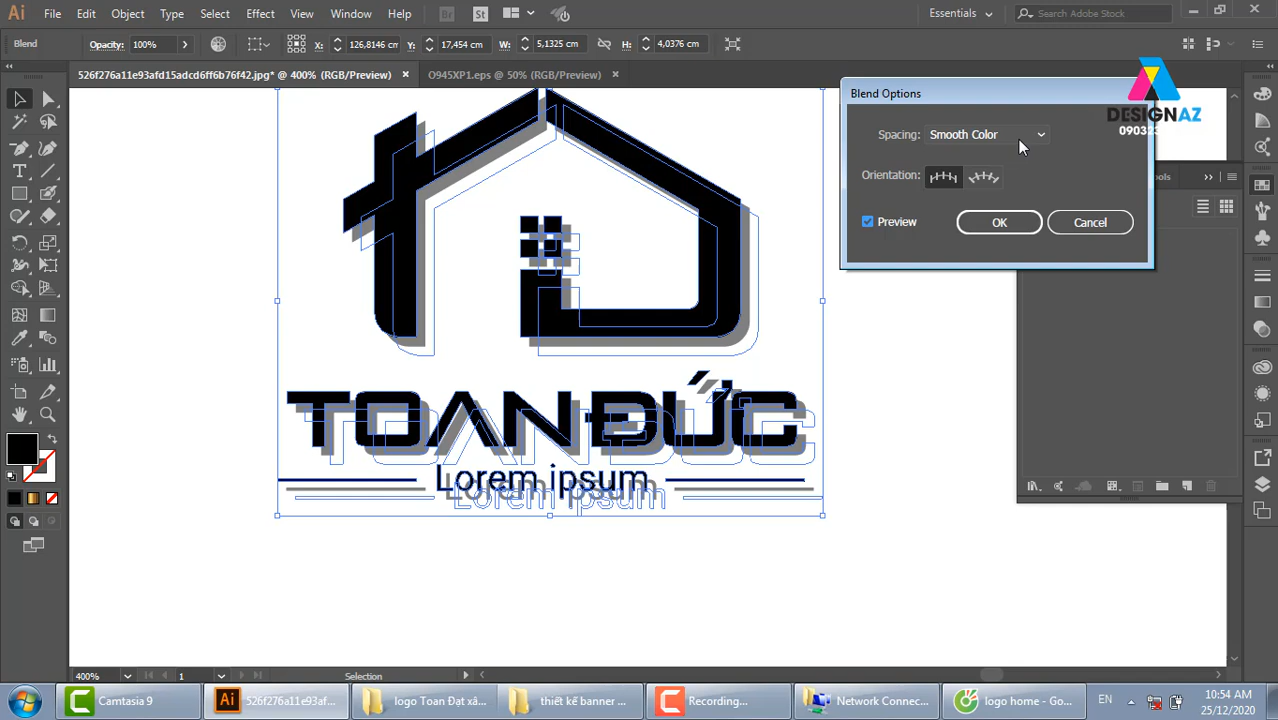 Ai File Edit Object Type Select Effect View Window Help Br St Essentials Search Adobe Stock
Blend Opacity: 100% X: 126,8146 cm Y: 17,454 cm W: 5,1325 cm H: 4,0376 cm
526f276a11e93afd15adcd6ff6b76f42.jpg* @ 400% (RGB/Preview) × O945XP1.eps @ 50% (RGB/Preview) ×
Blend Options
DESIGNAZ
Spacing: Smooth Color
Orientation:
Preview OK Cancel
TOANĐỨC
Lorem ipsum
400% 1 Selection
Camtasia 9 526f276a11e93af... logo Toan Đạt xâ... thiết kế banner ... Recording... Network Connec... logo home - Go... EN 10:54 AM
25/12/2020